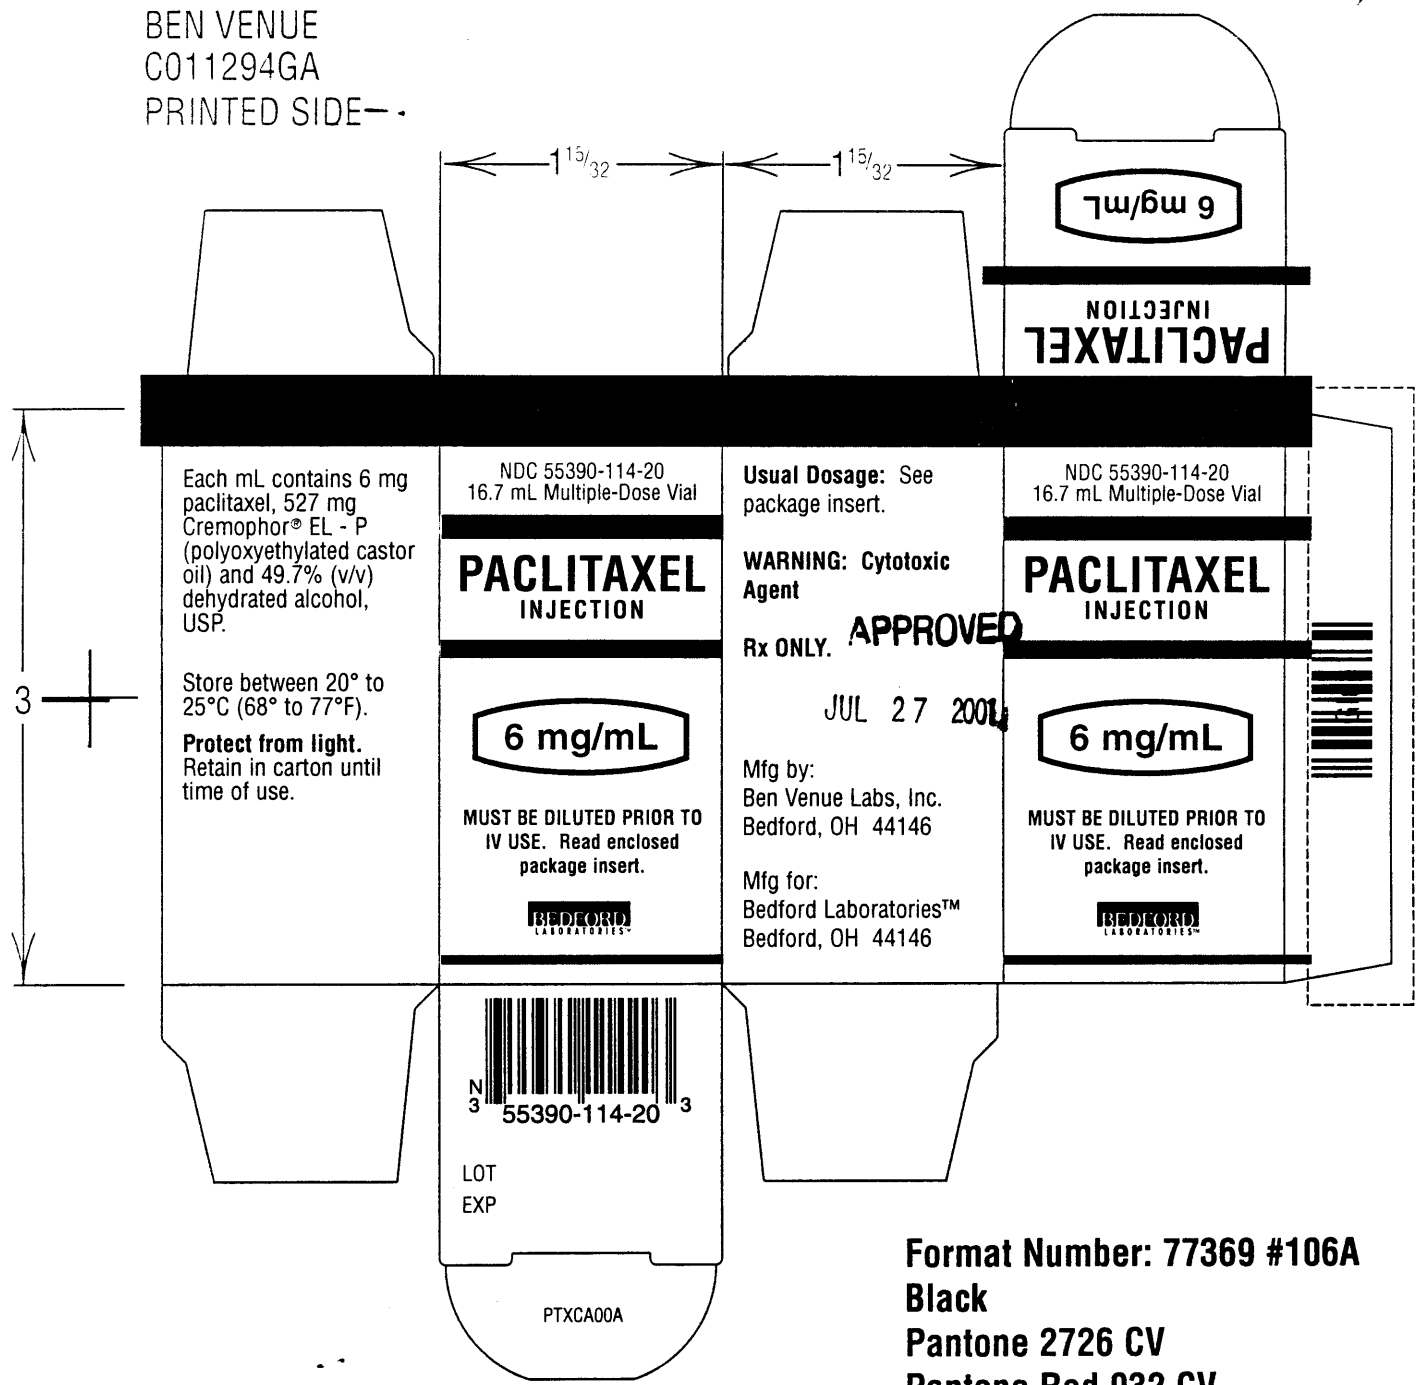 BEN VENUE
C011294GA
PRINTED SIDE
1 15/32
1 15/32
6 mg/mL
INJECTION
PACLITAXEL
3
Each mL contains 6 mg
paclitaxel, 527 mg
Cremophor® EL - P
(polyoxyethylated castor
oil) and 49.7% (v/v)
dehydrated alcohol,
USP.
Store between 20° to
25°C (68° to 77°F).
Protect from light.
Retain in carton until
time of use.
NDC 55390-114-20
16.7 mL Multiple-Dose Vial
PACLITAXEL
INJECTION
6 mg/mL
MUST BE DILUTED PRIOR TO
IV USE. Read enclosed
package insert.
BEDFORD
LABORATORIES™
Usual Dosage: See
package insert.
WARNING: Cytotoxic
Agent
Rx ONLY.
APPROVED
JUL 27
Mfg by:
Ben Venue Labs, Inc.
Bedford, OH 44146
Mfg for:
Bedford Laboratories™
Bedford, OH 44146
NDC 55390-114-20
16.7 mL Multiple-Dose Vial
PACLITAXEL
INJECTION
6 mg/mL
MUST BE DILUTED PRIOR TO
IV USE. Read enclosed
package insert.
BEDFORD
LABORATORIES™
N
3 55390-114-20 3
LOT
EXP
PTXCA00A
Format Number: 77369 #106A
Black
Pantone 2726 CV
Pantone Red 032 CV